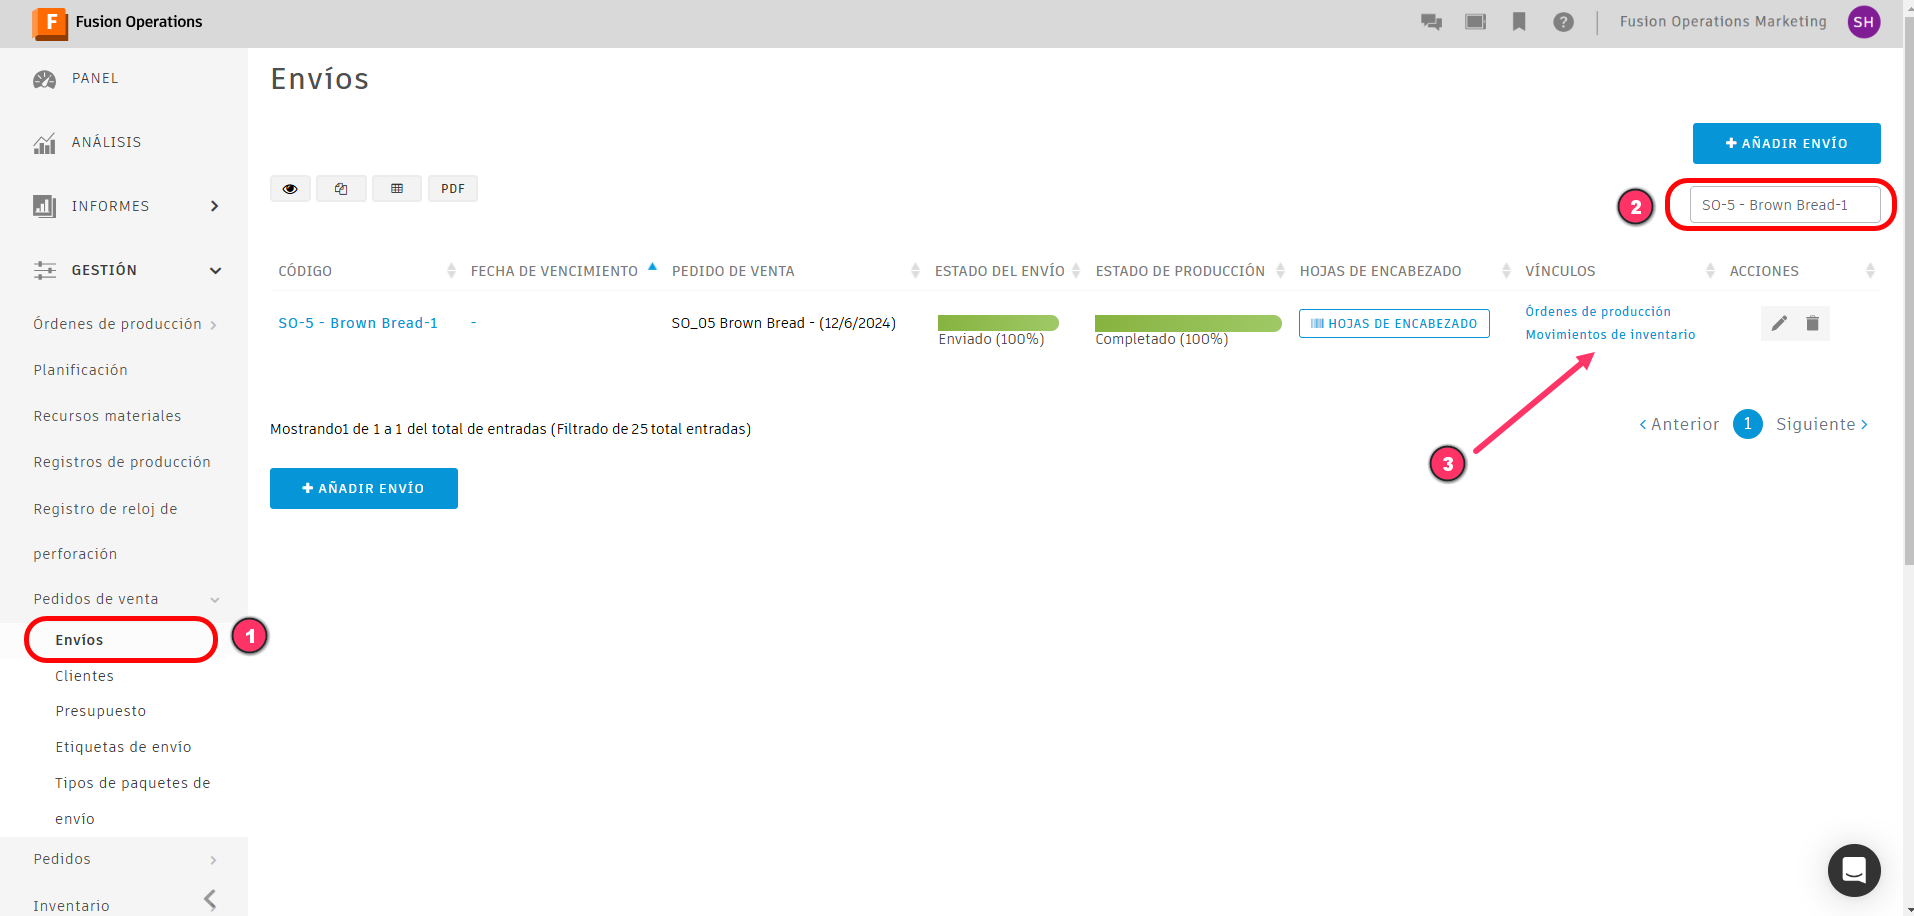 F Fusion Operations
Fusion Operations Marketing SH
PANEL
ANÁLISIS
INFORMES
GESTIÓN
Órdenes de producción
Planificación
Recursos materiales
Registros de producción
Registro de reloj de
perforación
Pedidos de venta
Envíos
1
Clientes
Presupuesto
Etiquetas de envío
Tipos de paquetes de
envío
Pedidos
Inventario
Envíos
AÑADIR ENVÍO
PDF
2
SO-5 - Brown Bread-1
CÓDIGO FECHA DE VENCIMIENTO PEDIDO DE VENTA ESTADO DEL ENVÍO ESTADO DE PRODUCCIÓN HOJAS DE ENCABEZADO VÍNCULOS ACCIONES
SO-5 - Brown Bread-1 - SO_05 Brown Bread - (12/6/2024) Enviado (100%) Completado (100%) HOJAS DE ENCABEZADO Órdenes de producción
Movimientos de inventario
3
Mostrando1 de 1 a 1 del total de entradas (Filtrado de 25 total entradas)
Anterior 1 Siguiente
AÑADIR ENVÍO